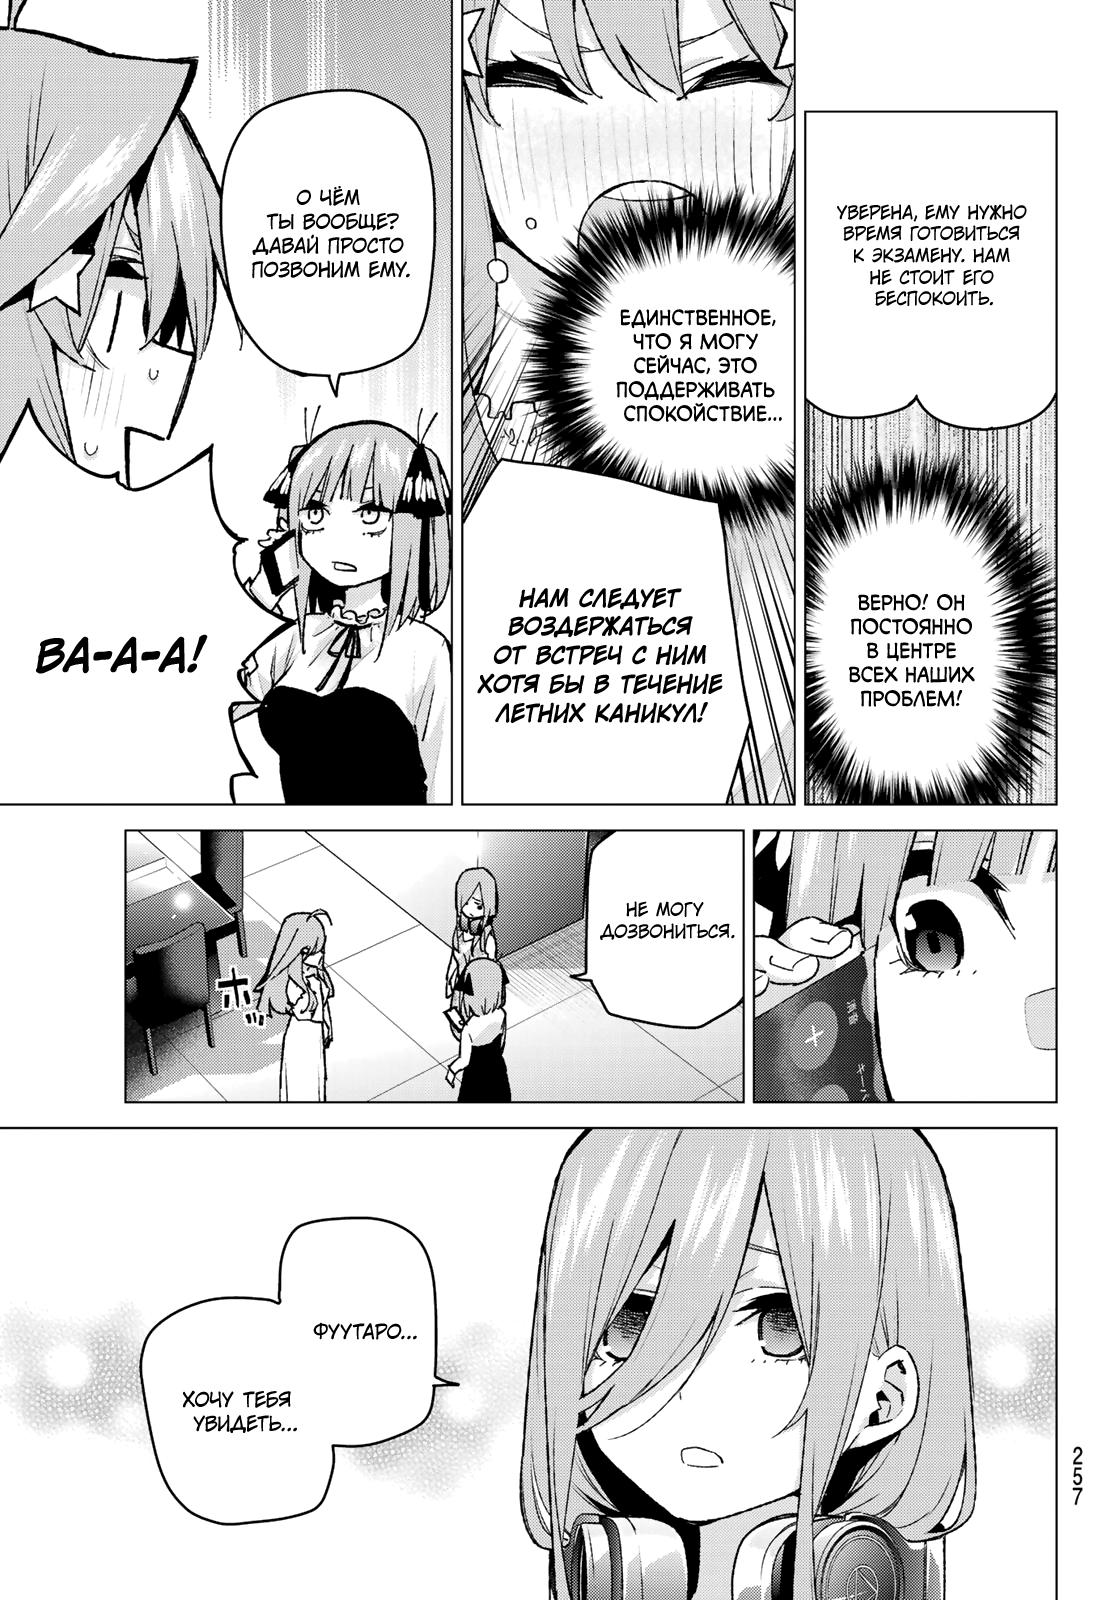 УВЕРЕНА, ЕМУ НУЖНО
ВРЕМЯ ГОТОВИТЬСЯ
К ЭКЗАМЕНУ. НАМ
НЕ СТОИТ ЕГО
БЕСПОКОИТЬ.
ВЕРНО! ОН
ПОСТОЯННО
В ЦЕНТРЕ
ВСЕХ НАШИХ
ПРОБЛЕМ!
ЕДИНСТВЕННОЕ,
ЧТО Я МОГУ
СЕЙЧАС, ЭТО
ПОДДЕРЖИВАТЬ
СПОКОЙСТВИЕ...
НАМ СЛЕДУЕТ
ВОЗДЕРЖАТЬСЯ
ОТ ВСТРЕЧ С НИМ
ХОТЯ БЫ В ТЕЧЕНИЕ
ЛЕТНИХ КАНИКУЛ!
О ЧЁМ
ТЫ ВООБЩЕ?
ДАВАЙ ПРОСТО
ПОЗВОНИМ ЕМУ.
ВА-А-А!
消音
НЕ МОГУ
ДОЗВОНИТЬСЯ.
ホッ
ФУУТАРО...
ХОЧУ ТЕБЯ
УВИДЕТЬ...
257